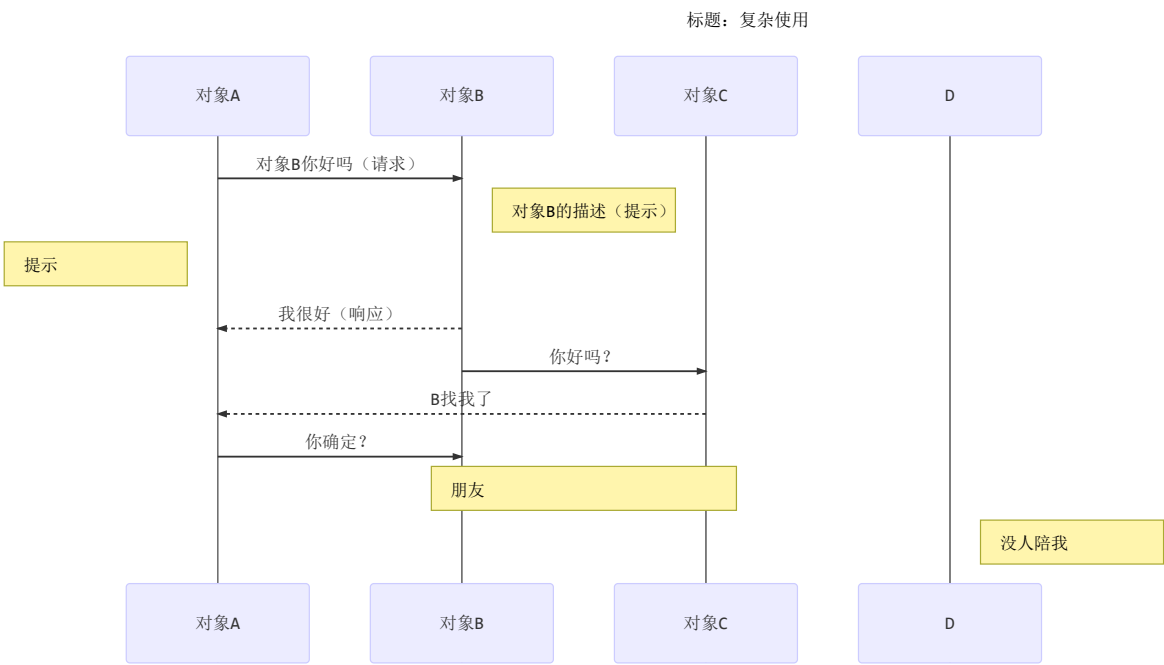 标题：复杂使用
对象A
对象B
对象C
D
对象B你好吗（请求）
对象B的描述（提示）
提示
我很好（响应）
你好吗？
B找我了
你确定？
朋友
没人陪我
对象A
对象B
对象C
D